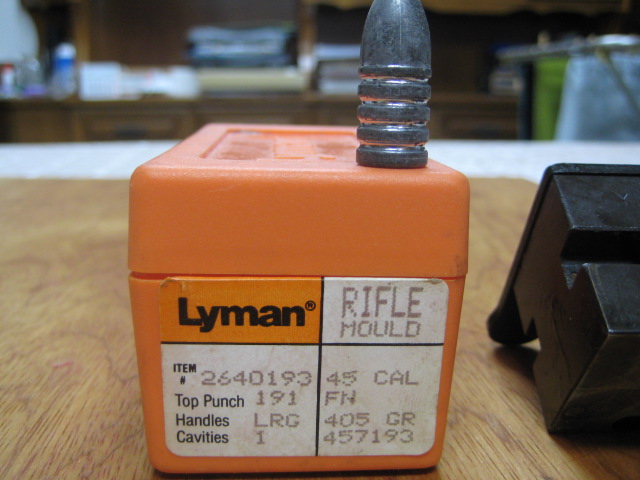 Lyman® RIFLE
MOULD
ITEM # 2640193 45 CAL
Top Punch 191 FN
Handles LRG 405 GR
Cavities 1 457193